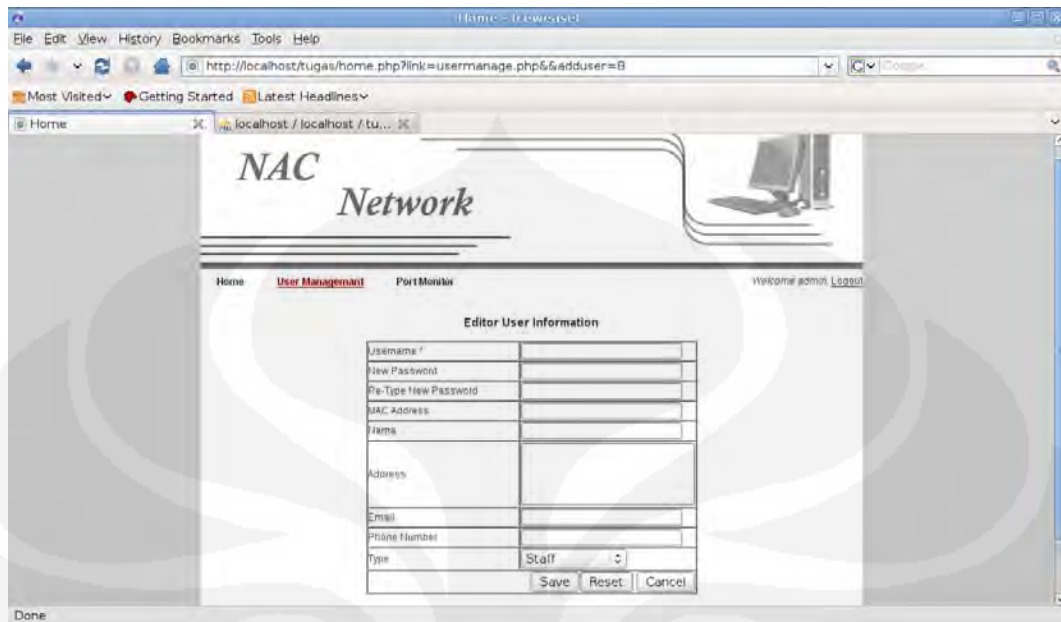 Home - Iceweasel
File Edit View History Bookmarks Tools Help
http://localhost/tugas/home.php?link=usermanage.php&&adduser=8
Google
Most Visited Getting Started Latest Headlines
Home localhost / localhost / tu...
NAC
Network
Home User Managemant Port Monitor Welcome admin, Logout
Editor User Information
Username *
New Password
Re-Type New Password
MAC Address
Name
Address
Email
Phone Number
Type Staff
Save Reset Cancel
Done